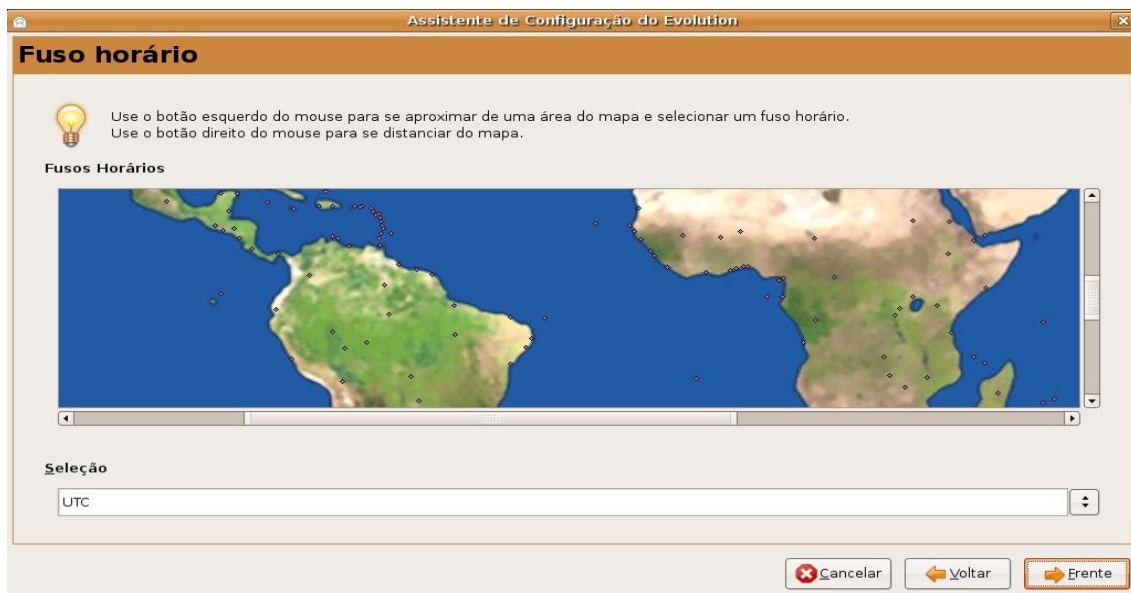 Assistente de Configuração do Evolution
Fuso horário
Use o botão esquerdo do mouse para se aproximar de uma área do mapa e selecionar um fuso horário.
Use o botão direito do mouse para se distanciar do mapa.
Fusos Horários
Seleção
UTC
Cancelar
Voltar
Frente